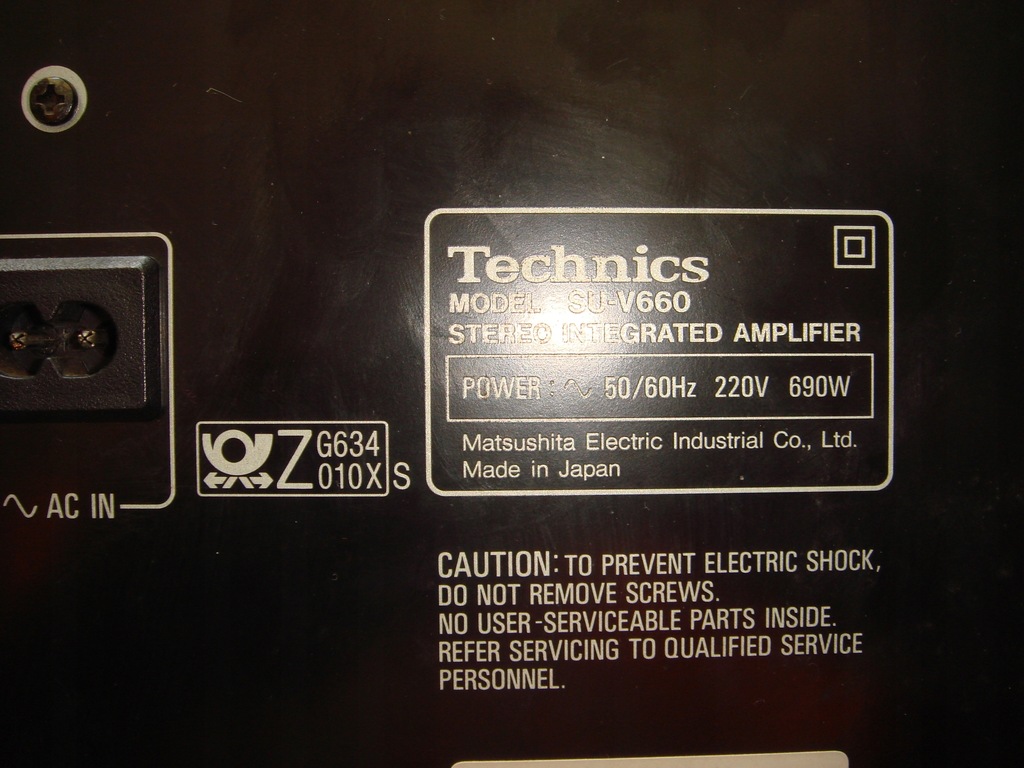 Technics
MODEL SU-V660
STEREO INTEGRATED AMPLIFIER
POWER : ∿ 50/60Hz 220V 690W
Matsushita Electric Industrial Co., Ltd.
Made in Japan
Z G634
010X S
∿ AC IN
CAUTION: TO PREVENT ELECTRIC SHOCK,
DO NOT REMOVE SCREWS.
NO USER-SERVICEABLE PARTS INSIDE.
REFER SERVICING TO QUALIFIED SERVICE
PERSONNEL.